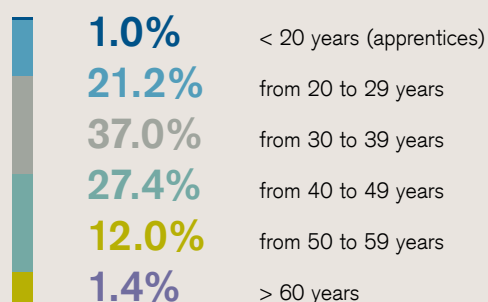 1.0% < 20 years (apprentices)
21.2% from 20 to 29 years
37.0% from 30 to 39 years
27.4% from 40 to 49 years
12.0% from 50 to 59 years
1.4% > 60 years